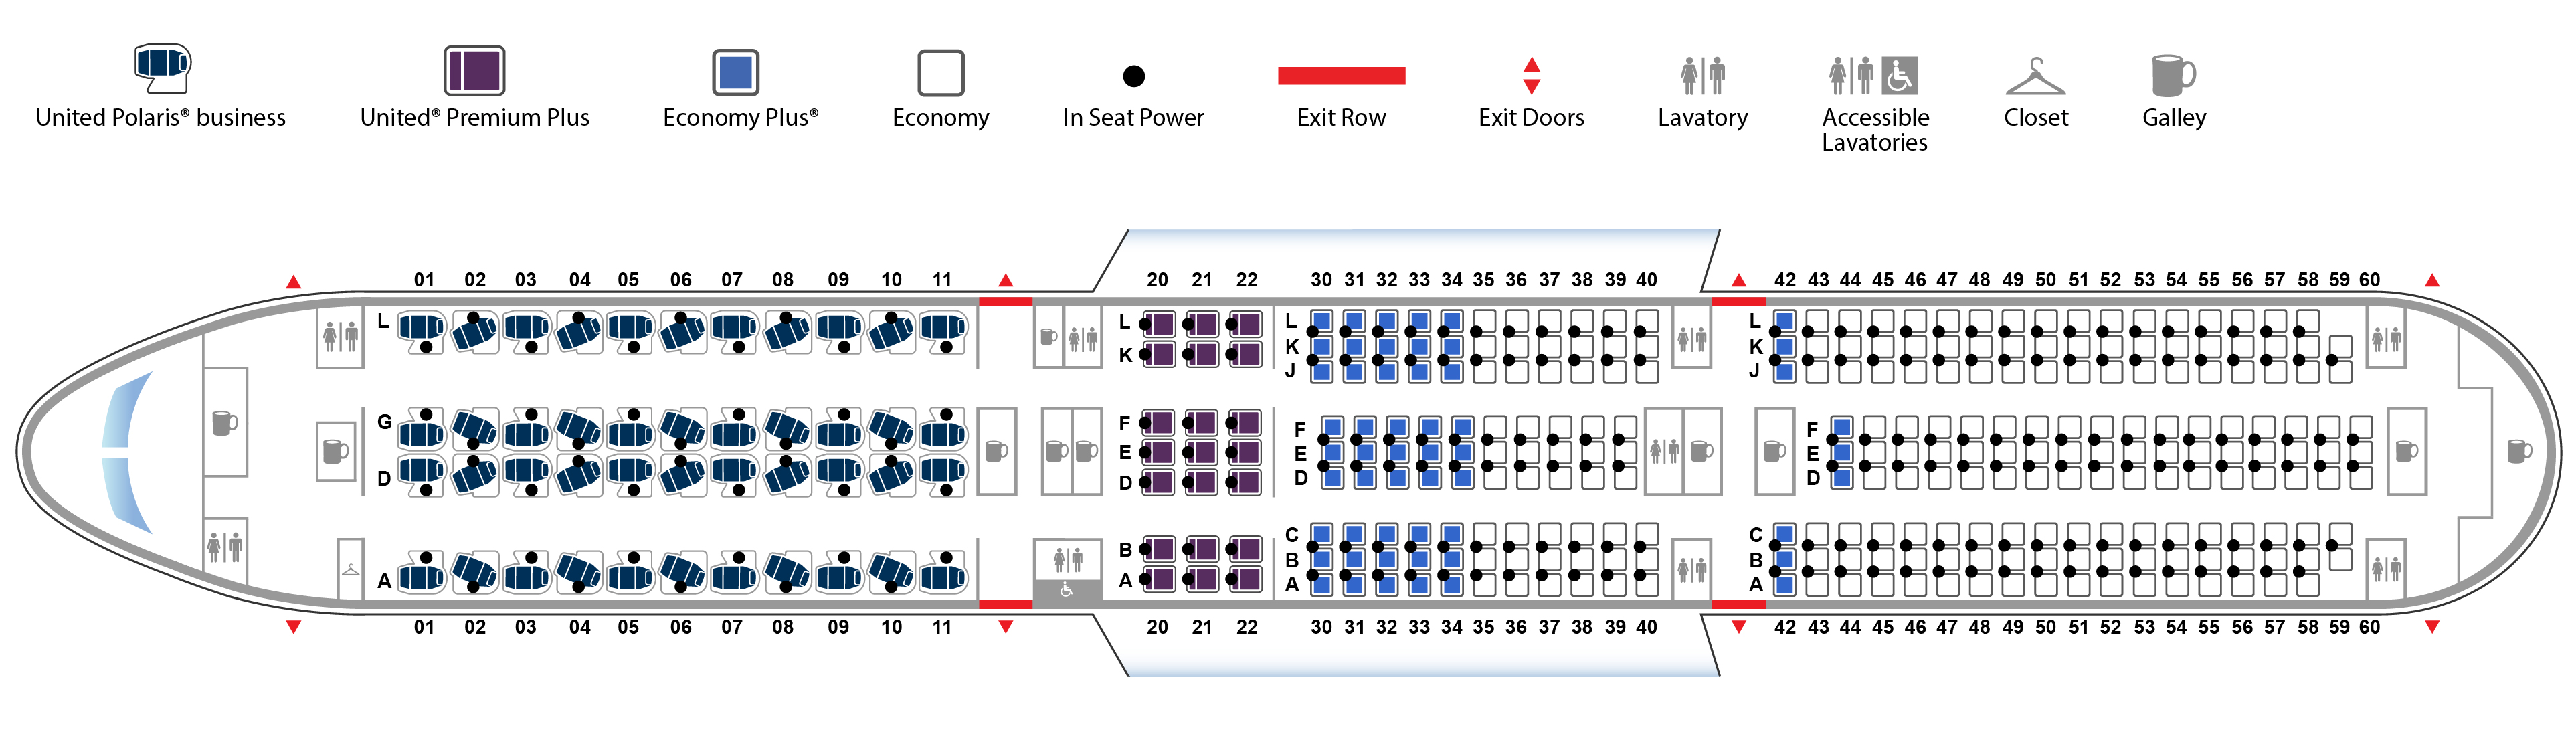 United Polaris® business
United® Premium Plus
Economy Plus®
Economy
In Seat Power
Exit Row
Exit Doors
Lavatory
Accessible
Lavatories
Closet
Galley
01 02 03 04 05 06 07 08 09 10 11 20 21 22 30 31 32 33 34 35 36 37 38 39 40 42 43 44 45 46 47 48 49 50 51 52 53 54 55 56 57 58 59 60
L L L L
K K K
J J
G F F F
E E E
D D D D
C C
B B B
A A A A
01 02 03 04 05 06 07 08 09 10 11 20 21 22 30 31 32 33 34 35 36 37 38 39 40 42 43 44 45 46 47 48 49 50 51 52 53 54 55 56 57 58 59 60